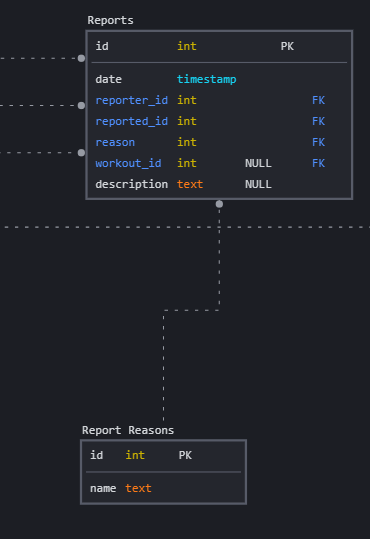 Reports
id int PK
date timestamp
reporter_id int FK
reported_id int FK
reason int FK
workout_id int NULL FK
description text NULL
Report Reasons
id int PK
name text